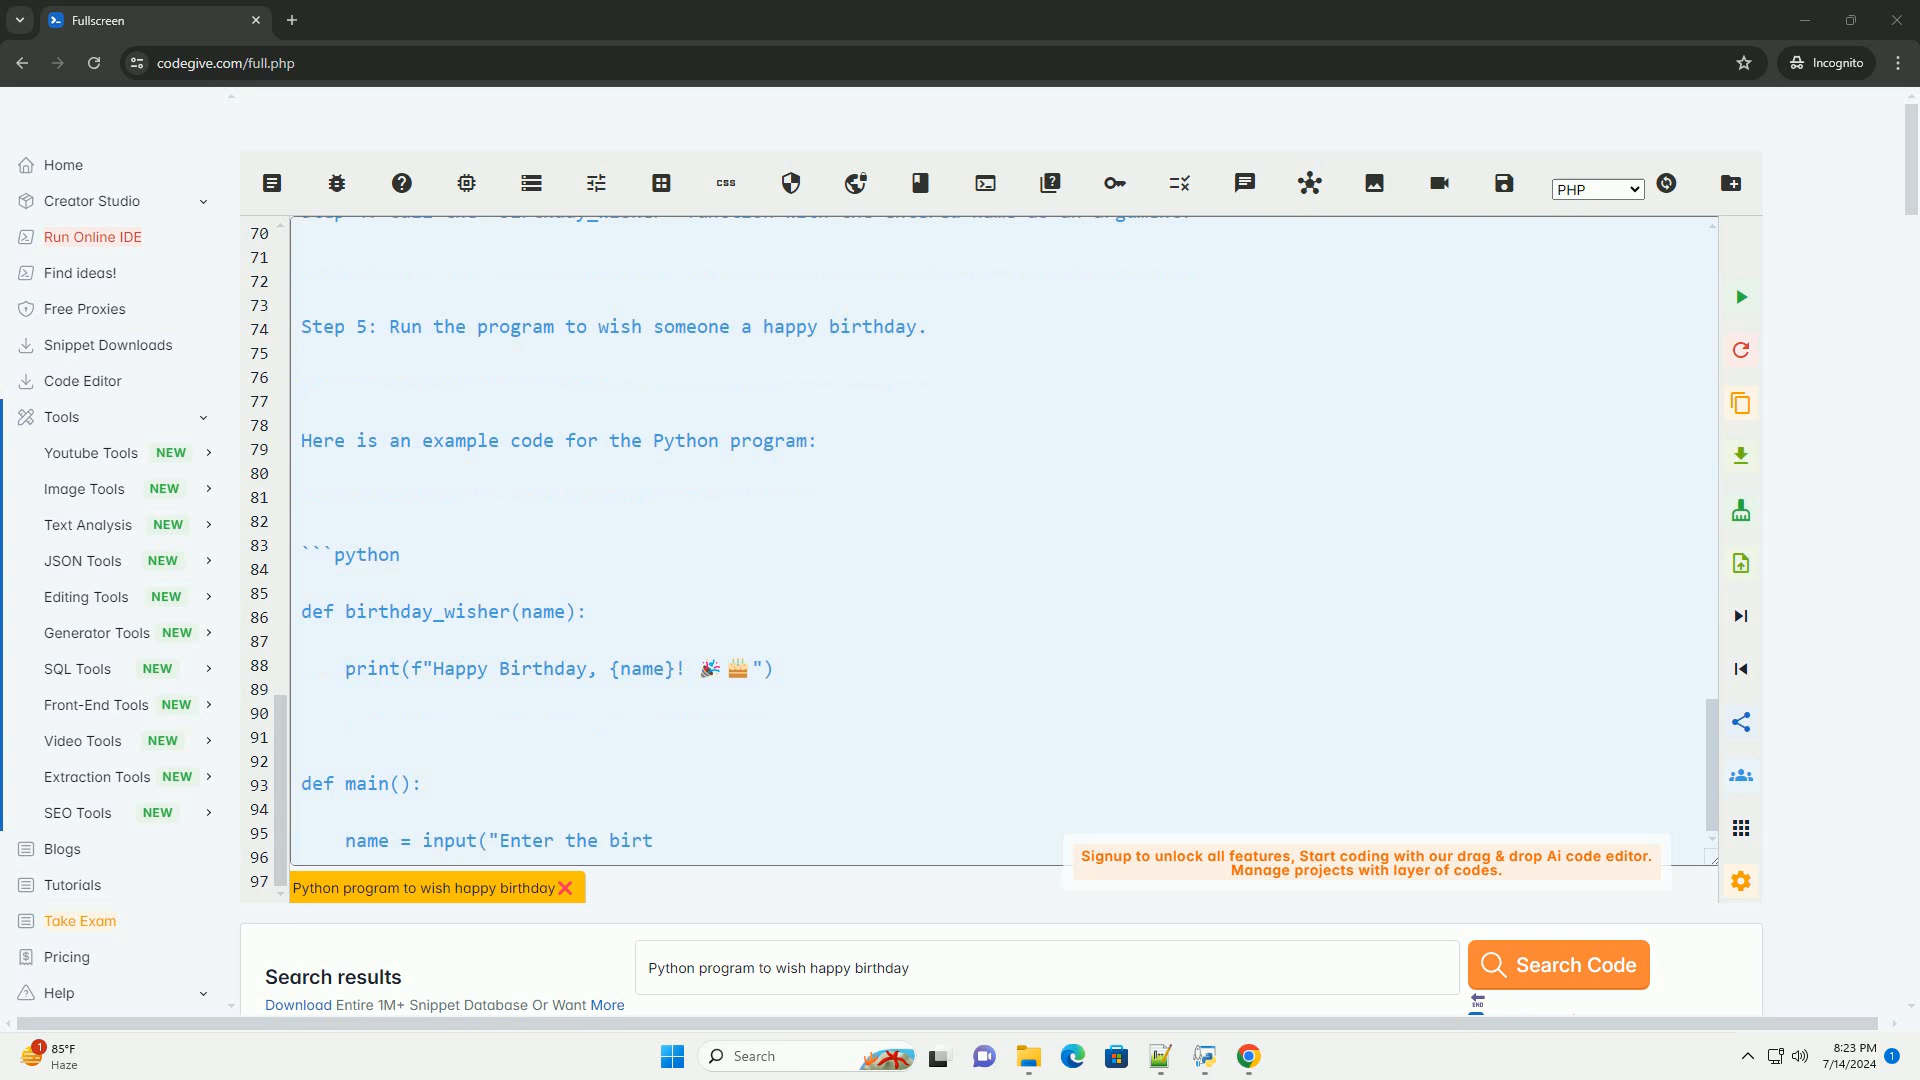 Fullscreen
codegive.com/full.php
Incognito
Home
Creator Studio
Run Online IDE
Find ideas!
Free Proxies
Snippet Downloads
Code Editor
Tools
Youtube Tools NEW
Image Tools NEW
Text Analysis NEW
JSON Tools NEW
Editing Tools NEW
Generator Tools NEW
SQL Tools NEW
Front-End Tools NEW
Video Tools NEW
Extraction Tools NEW
SEO Tools NEW
Blogs
Tutorials
Take Exam
Pricing
Help
css
PHP
70
71
72
73
74
75
76
77
78
79
80
81
82
83
84
85
86
87
88
89
90
91
92
93
94
95
96
97
Step 5: Run the program to wish someone a happy birthday.
Here is an example code for the Python program:
```python
def birthday_wisher(name):
print(f"Happy Birthday, {name}! 🎉🎂")
def main():
name = input("Enter the birt
Signup to unlock all features, Start coding with our drag & drop Ai code editor.
Manage projects with layer of codes.
Python program to wish happy birthday
Search results
Download Entire 1M+ Snippet Database Or Want More
Python program to wish happy birthday
Search Code
END
1
85°F
Haze
Search
8:23 PM
7/14/2024
1